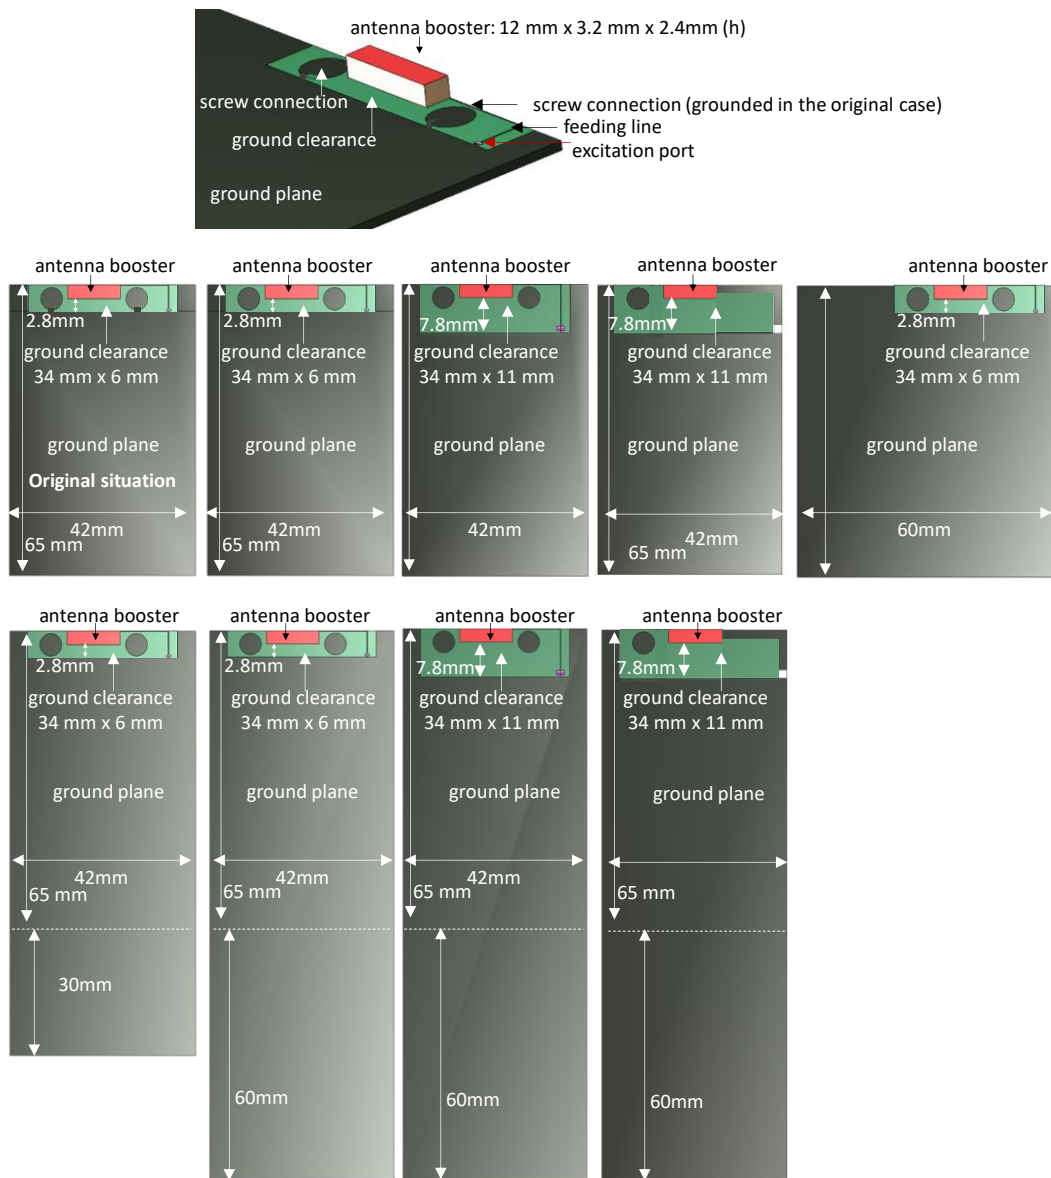 antenna booster: 12 mm x 3.2 mm x 2.4mm (h)
screw connection
screw connection (grounded in the original case)
feeding line
ground clearance
excitation port
ground plane
antenna booster
2.8mm
ground clearance
34 mm x 6 mm
ground plane
Original situation
42mm
65 mm
antenna booster
2.8mm
ground clearance
34 mm x 6 mm
ground plane
42mm
65 mm
antenna booster
7.8mm
ground clearance
34 mm x 11 mm
ground plane
42mm
65 mm
antenna booster
7.8mm
ground clearance
34 mm x 11 mm
ground plane
42mm
65 mm
antenna booster
2.8mm
ground clearance
34 mm x 6 mm
ground plane
60mm
antenna booster
2.8mm
ground clearance
34 mm x 6 mm
ground plane
42mm
65 mm
30mm
antenna booster
2.8mm
ground clearance
34 mm x 6 mm
ground plane
42mm
65 mm
60mm
antenna booster
7.8mm
ground clearance
34 mm x 11 mm
ground plane
42mm
65 mm
60mm
antenna booster
7.8mm
ground clearance
34 mm x 11 mm
ground plane
65 mm
60mm